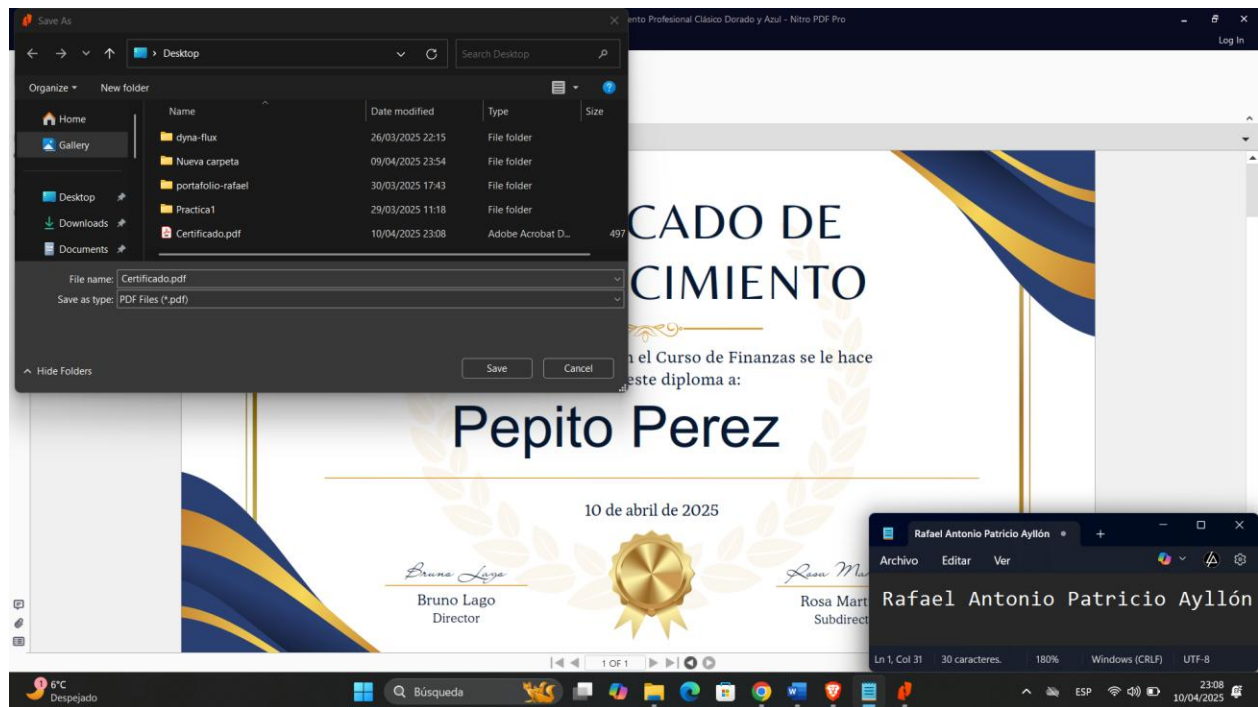 Save As
ento Profesional Clásico Dorado y Azul - Nitro PDF Pro
Log In
Desktop
Search Desktop
Organize
New folder
Home
Gallery
Desktop
Downloads
Documents
Name Date modified Type Size
dyna-flux 26/03/2025 22:15 File folder
Nueva carpeta 09/04/2025 23:54 File folder
portafolio-rafael 30/03/2025 17:43 File folder
Practica1 29/03/2025 11:18 File folder
Certificado.pdf 10/04/2025 23:08 Adobe Acrobat D... 497
File name: Certificado.pdf
Save as type: PDF Files (*.pdf)
Hide Folders
Save Cancel
CADO DE
CIMIENTO
n el Curso de Finanzas se le hace
este diploma a:
Pepito Perez
10 de abril de 2025
Bruno Lago
Bruno Lago
Director
Rosa Ma
Rosa Mart
Subdirect
Rafael Antonio Patricio Ayllón
Archivo Editar Ver
Rafael Antonio Patricio Ayllón
Ln 1, Col 31 30 caracteres. 180% Windows (CRLF) UTF-8
1 OF 1
1
6°C
Despejado
Búsqueda
ESP
23:08
10/04/2025